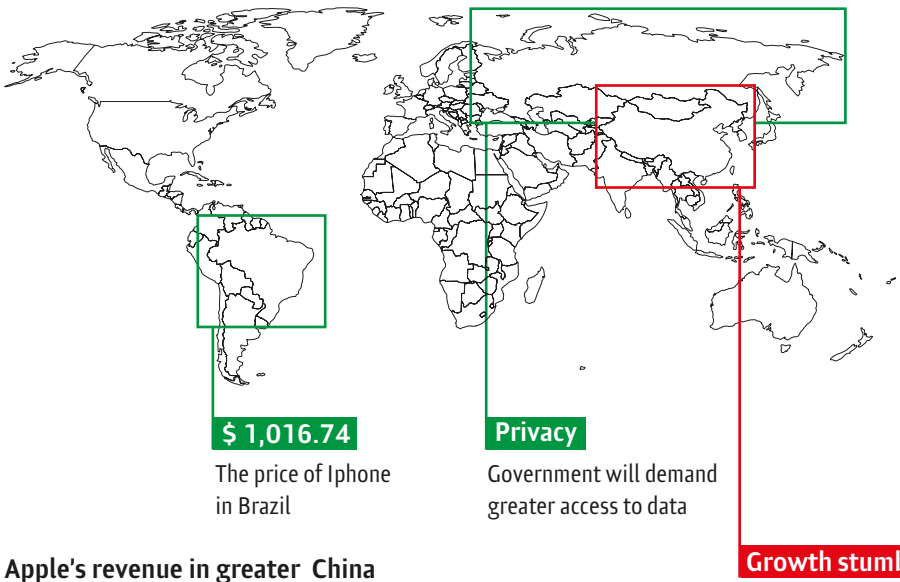 $ 1,016.74
The price of Iphone
in Brazil
Privacy
Government will demand
greater access to data
Growth
Apple's revenue in greater China